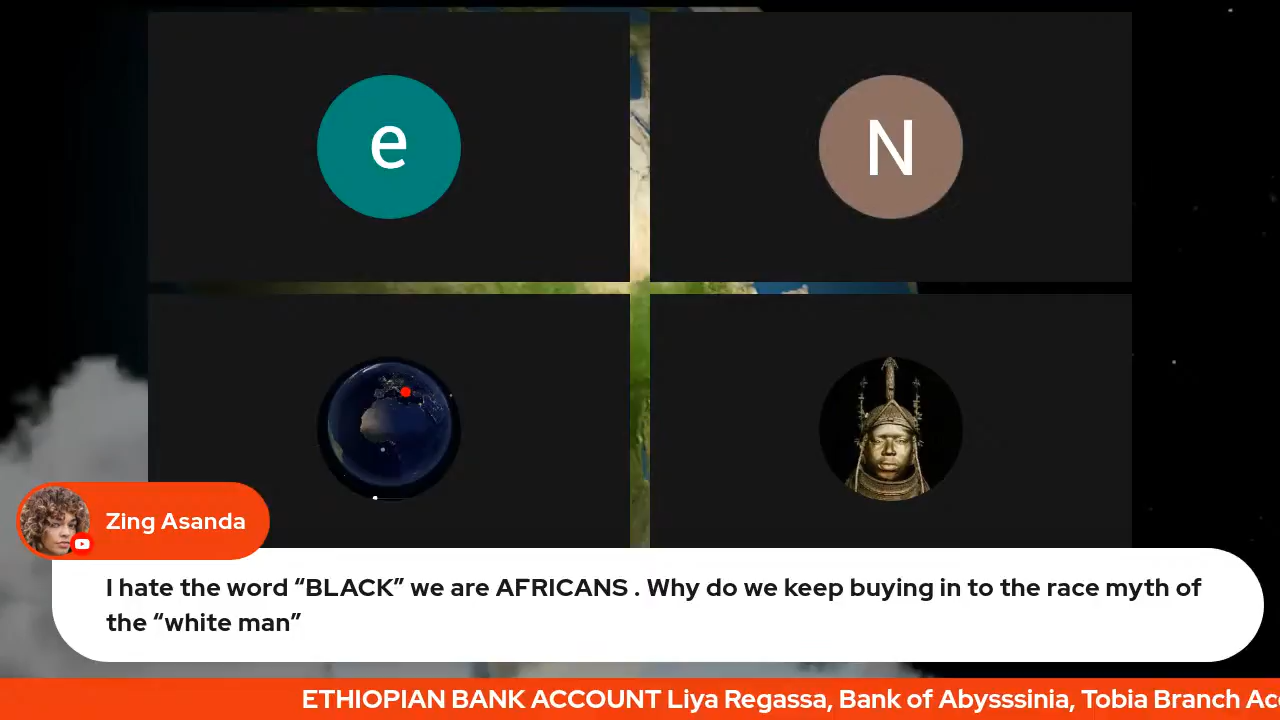 e
N
Zing Asanda
I hate the word “BLACK” we are AFRICANS . Why do we keep buying in to the race myth of
the “white man”
ETHIOPIAN BANK ACCOUNT Liya Regassa, Bank of Abysssinia, Tobia Branch Ac